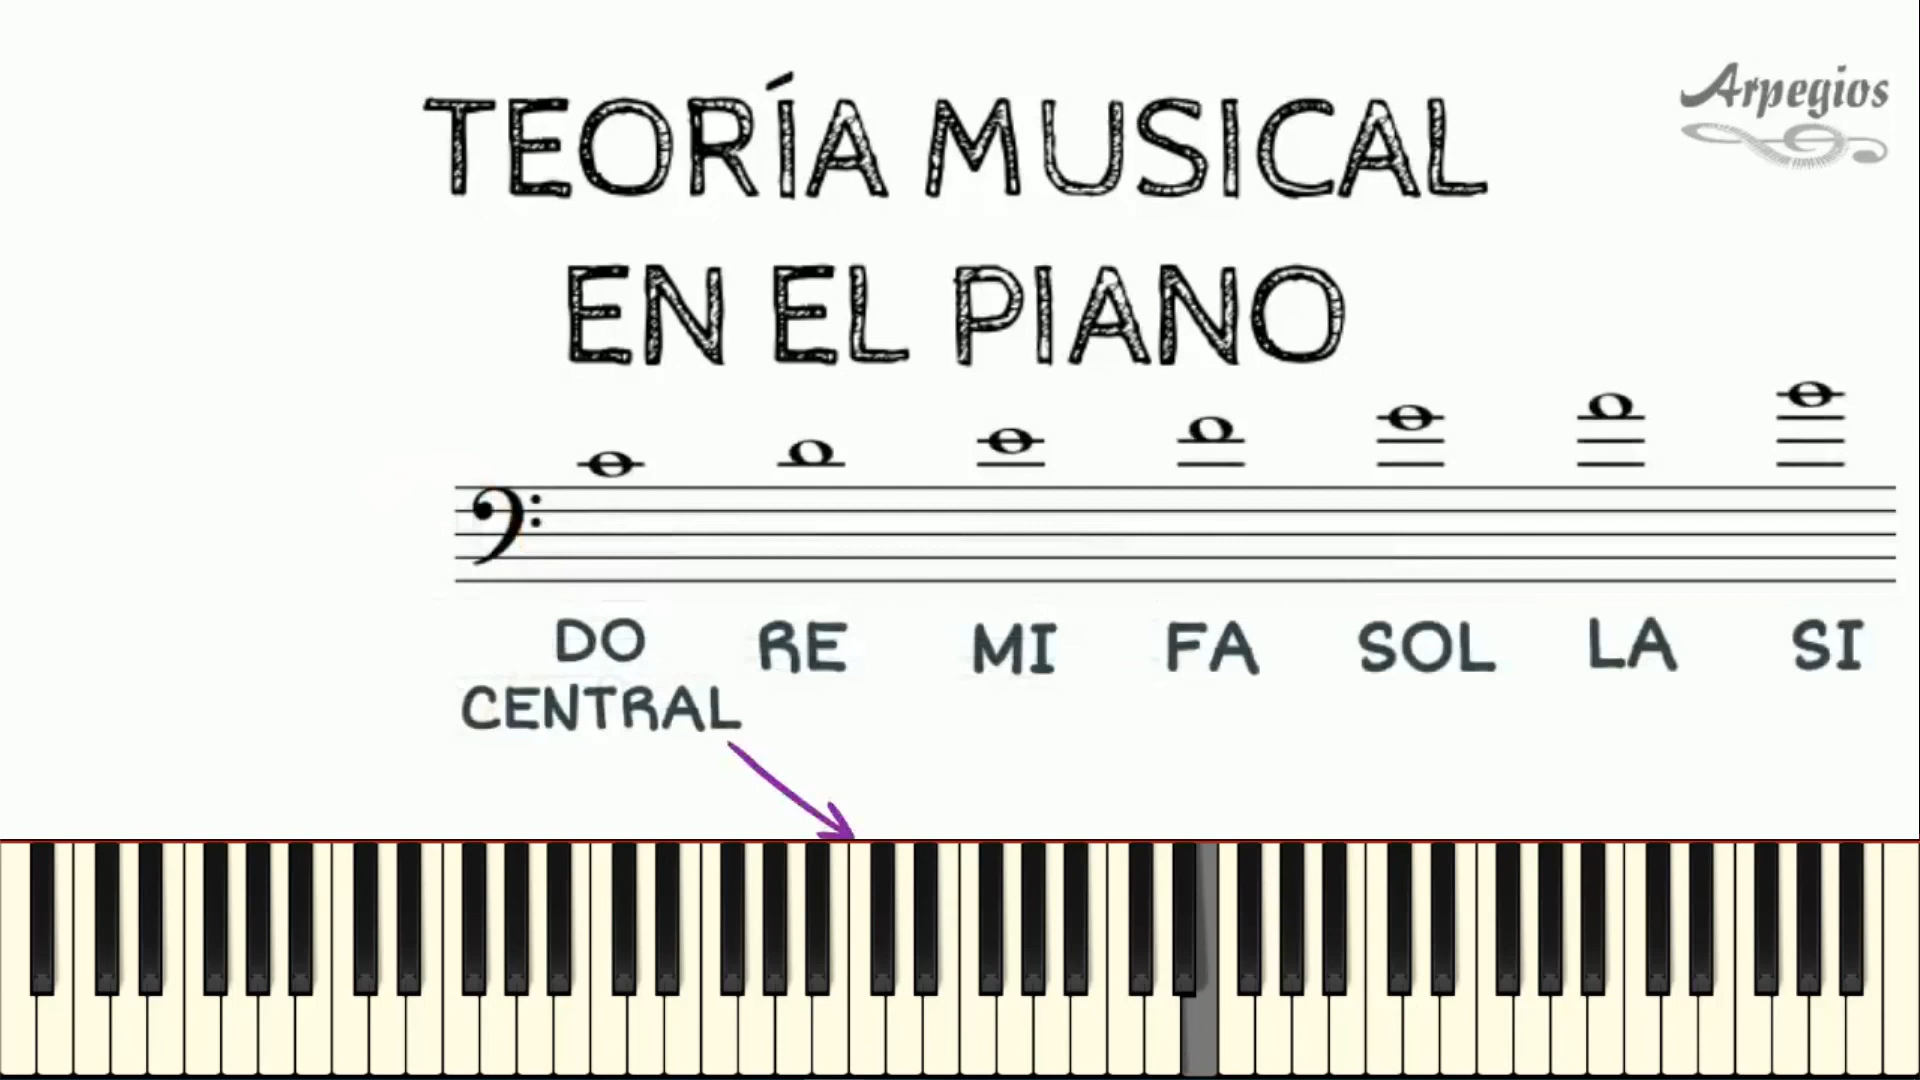 TEORÍA MUSICAL
Arpegios
EN EL PIANO
DO RE MI FA SOL LA SI
CENTRAL